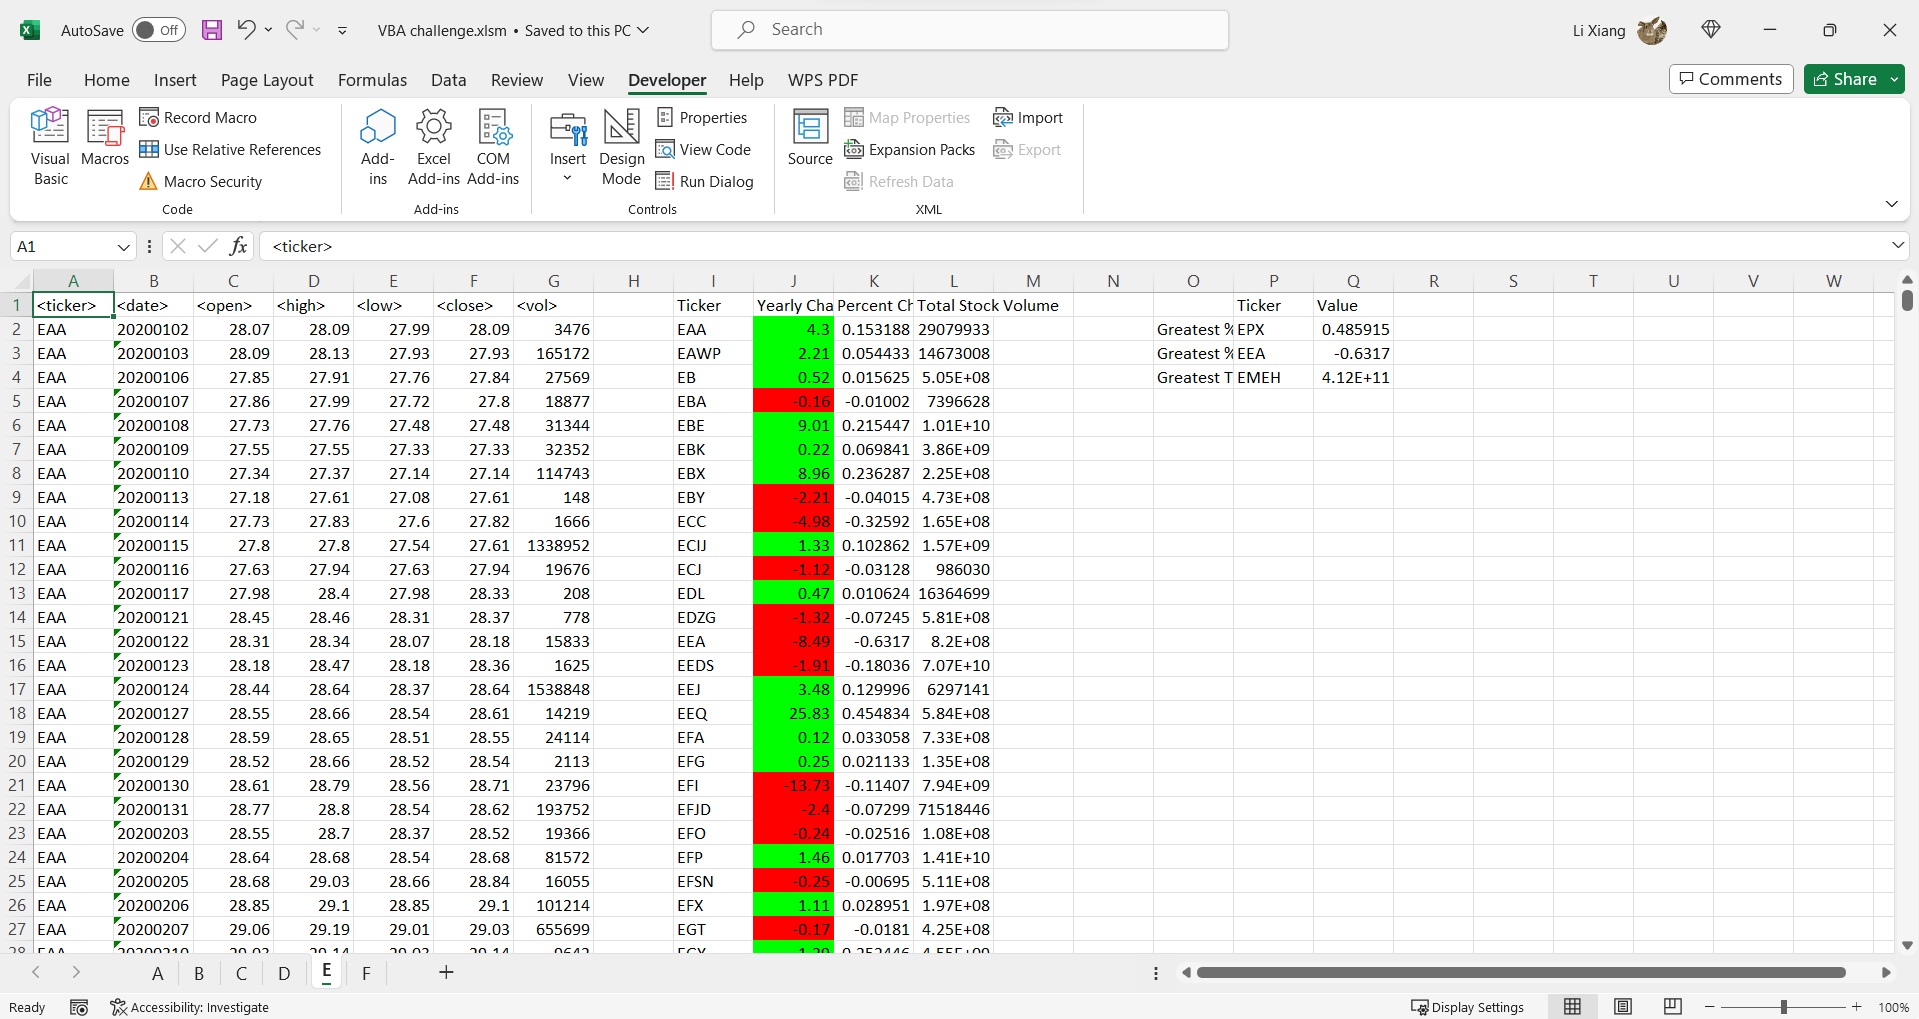 AutoSave Off VBA challenge.xlsm • Saved to this PC Search Li Xiang
File Home Insert Page Layout Formulas Data Review View Developer Help WPS PDF Comments Share
Visual Basic
Macros
Record Macro
Use Relative References
Macro Security
Code
Add-ins
Excel Add-ins
COM Add-ins
Add-ins
Insert
Design Mode
Properties
View Code
Run Dialog
Controls
Source
Map Properties
Expansion Packs
Refresh Data
Import
Export
XML
A1 fx <ticker>
A B C D E F G H I J K L M N O P Q R S T U V W
1 <ticker> <date> <open> <high> <low> <close> <vol> Ticker Yearly Cha Percent Ch Total Stock Volume Ticker Value
2 EAA 20200102 28.07 28.09 27.99 28.09 3476 EAA 4.3 0.153188 29079933 Greatest % EPX 0.485915
3 EAA 20200103 28.09 28.13 27.93 27.93 165172 EAWP 2.21 0.054433 14673008 Greatest % EEA -0.6317
4 EAA 20200106 27.85 27.91 27.76 27.84 27569 EB 0.52 0.015625 5.05E+08 Greatest T EMEH 4.12E+11
5 EAA 20200107 27.86 27.99 27.72 27.8 18877 EBA -0.16 -0.01002 7396628
6 EAA 20200108 27.73 27.76 27.48 27.48 31344 EBE 9.01 0.215447 1.01E+10
7 EAA 20200109 27.55 27.55 27.33 27.33 32352 EBK 0.22 0.069841 3.86E+09
8 EAA 20200110 27.34 27.37 27.14 27.14 114743 EBX 8.96 0.236287 2.25E+08
9 EAA 20200113 27.18 27.61 27.08 27.61 148 EBY -2.21 -0.04015 4.73E+08
10 EAA 20200114 27.73 27.83 27.6 27.82 1666 ECC -4.98 -0.32592 1.65E+08
11 EAA 20200115 27.8 27.8 27.54 27.61 1338952 ECIJ 1.33 0.102862 1.57E+09
12 EAA 20200116 27.63 27.94 27.63 27.94 19676 ECJ -1.12 -0.03128 986030
13 EAA 20200117 27.98 28.4 27.98 28.33 208 EDL 0.47 0.010624 16364699
14 EAA 20200121 28.45 28.46 28.31 28.37 778 EDZG -1.32 -0.07245 5.81E+08
15 EAA 20200122 28.31 28.34 28.07 28.18 15833 EEA -8.49 -0.6317 8.2E+08
16 EAA 20200123 28.18 28.47 28.18 28.36 1625 EEDS -1.91 -0.18036 7.07E+10
17 EAA 20200124 28.44 28.64 28.37 28.64 1538848 EEJ 3.48 0.129996 6297141
18 EAA 20200127 28.55 28.66 28.54 28.61 14219 EEQ 25.83 0.454834 5.84E+08
19 EAA 20200128 28.59 28.65 28.51 28.55 24114 EFA 0.12 0.033058 7.33E+08
20 EAA 20200129 28.52 28.66 28.52 28.54 2113 EFG 0.25 0.021133 1.35E+08
21 EAA 20200130 28.61 28.79 28.56 28.71 23796 EFI -13.73 -0.11407 7.94E+09
22 EAA 20200131 28.77 28.8 28.54 28.62 193752 EFJD -2.4 -0.07299 71518446
23 EAA 20200203 28.55 28.7 28.37 28.52 19366 EFO -0.24 -0.02516 1.08E+08
24 EAA 20200204 28.64 28.68 28.54 28.68 81572 EFP 1.46 0.017703 1.41E+10
25 EAA 20200205 28.68 29.03 28.66 28.84 16055 EFSN -0.25 -0.00695 5.11E+08
26 EAA 20200206 28.85 29.1 28.85 29.1 101214 EFX 1.11 0.028951 1.97E+08
27 EAA 20200207 29.06 29.19 29.01 29.03 655699 EGT -0.17 -0.0181 4.25E+08
A B C D E F
Ready Accessibility: Investigate Display Settings 100%